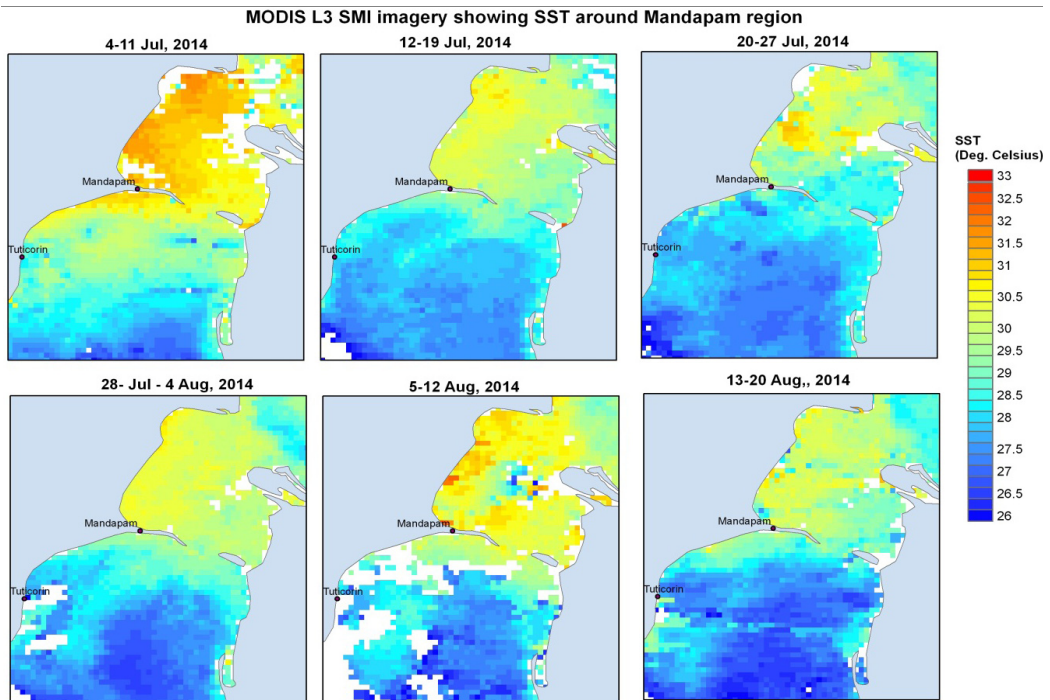 MODIS L3 SMI imagery showing SST around Mandapam region
4-11 Jul, 2014
12-19 Jul, 2014
20-27 Jul, 2014
Mandapam
Tuticorin
Mandapam
Tuticorin
Mandapam
Tuticorin
28- Jul - 4 Aug, 2014
5-12 Aug, 2014
13-20 Aug,, 2014
Mandapam
Tuticorin
Mandapam
Tuticorin
Mandapam
Tuticorin
SST
(Deg. Celsius)
33
32.5
32
31.5
31
30.5
30
29.5
29
28.5
28
27.5
27
26.5
26